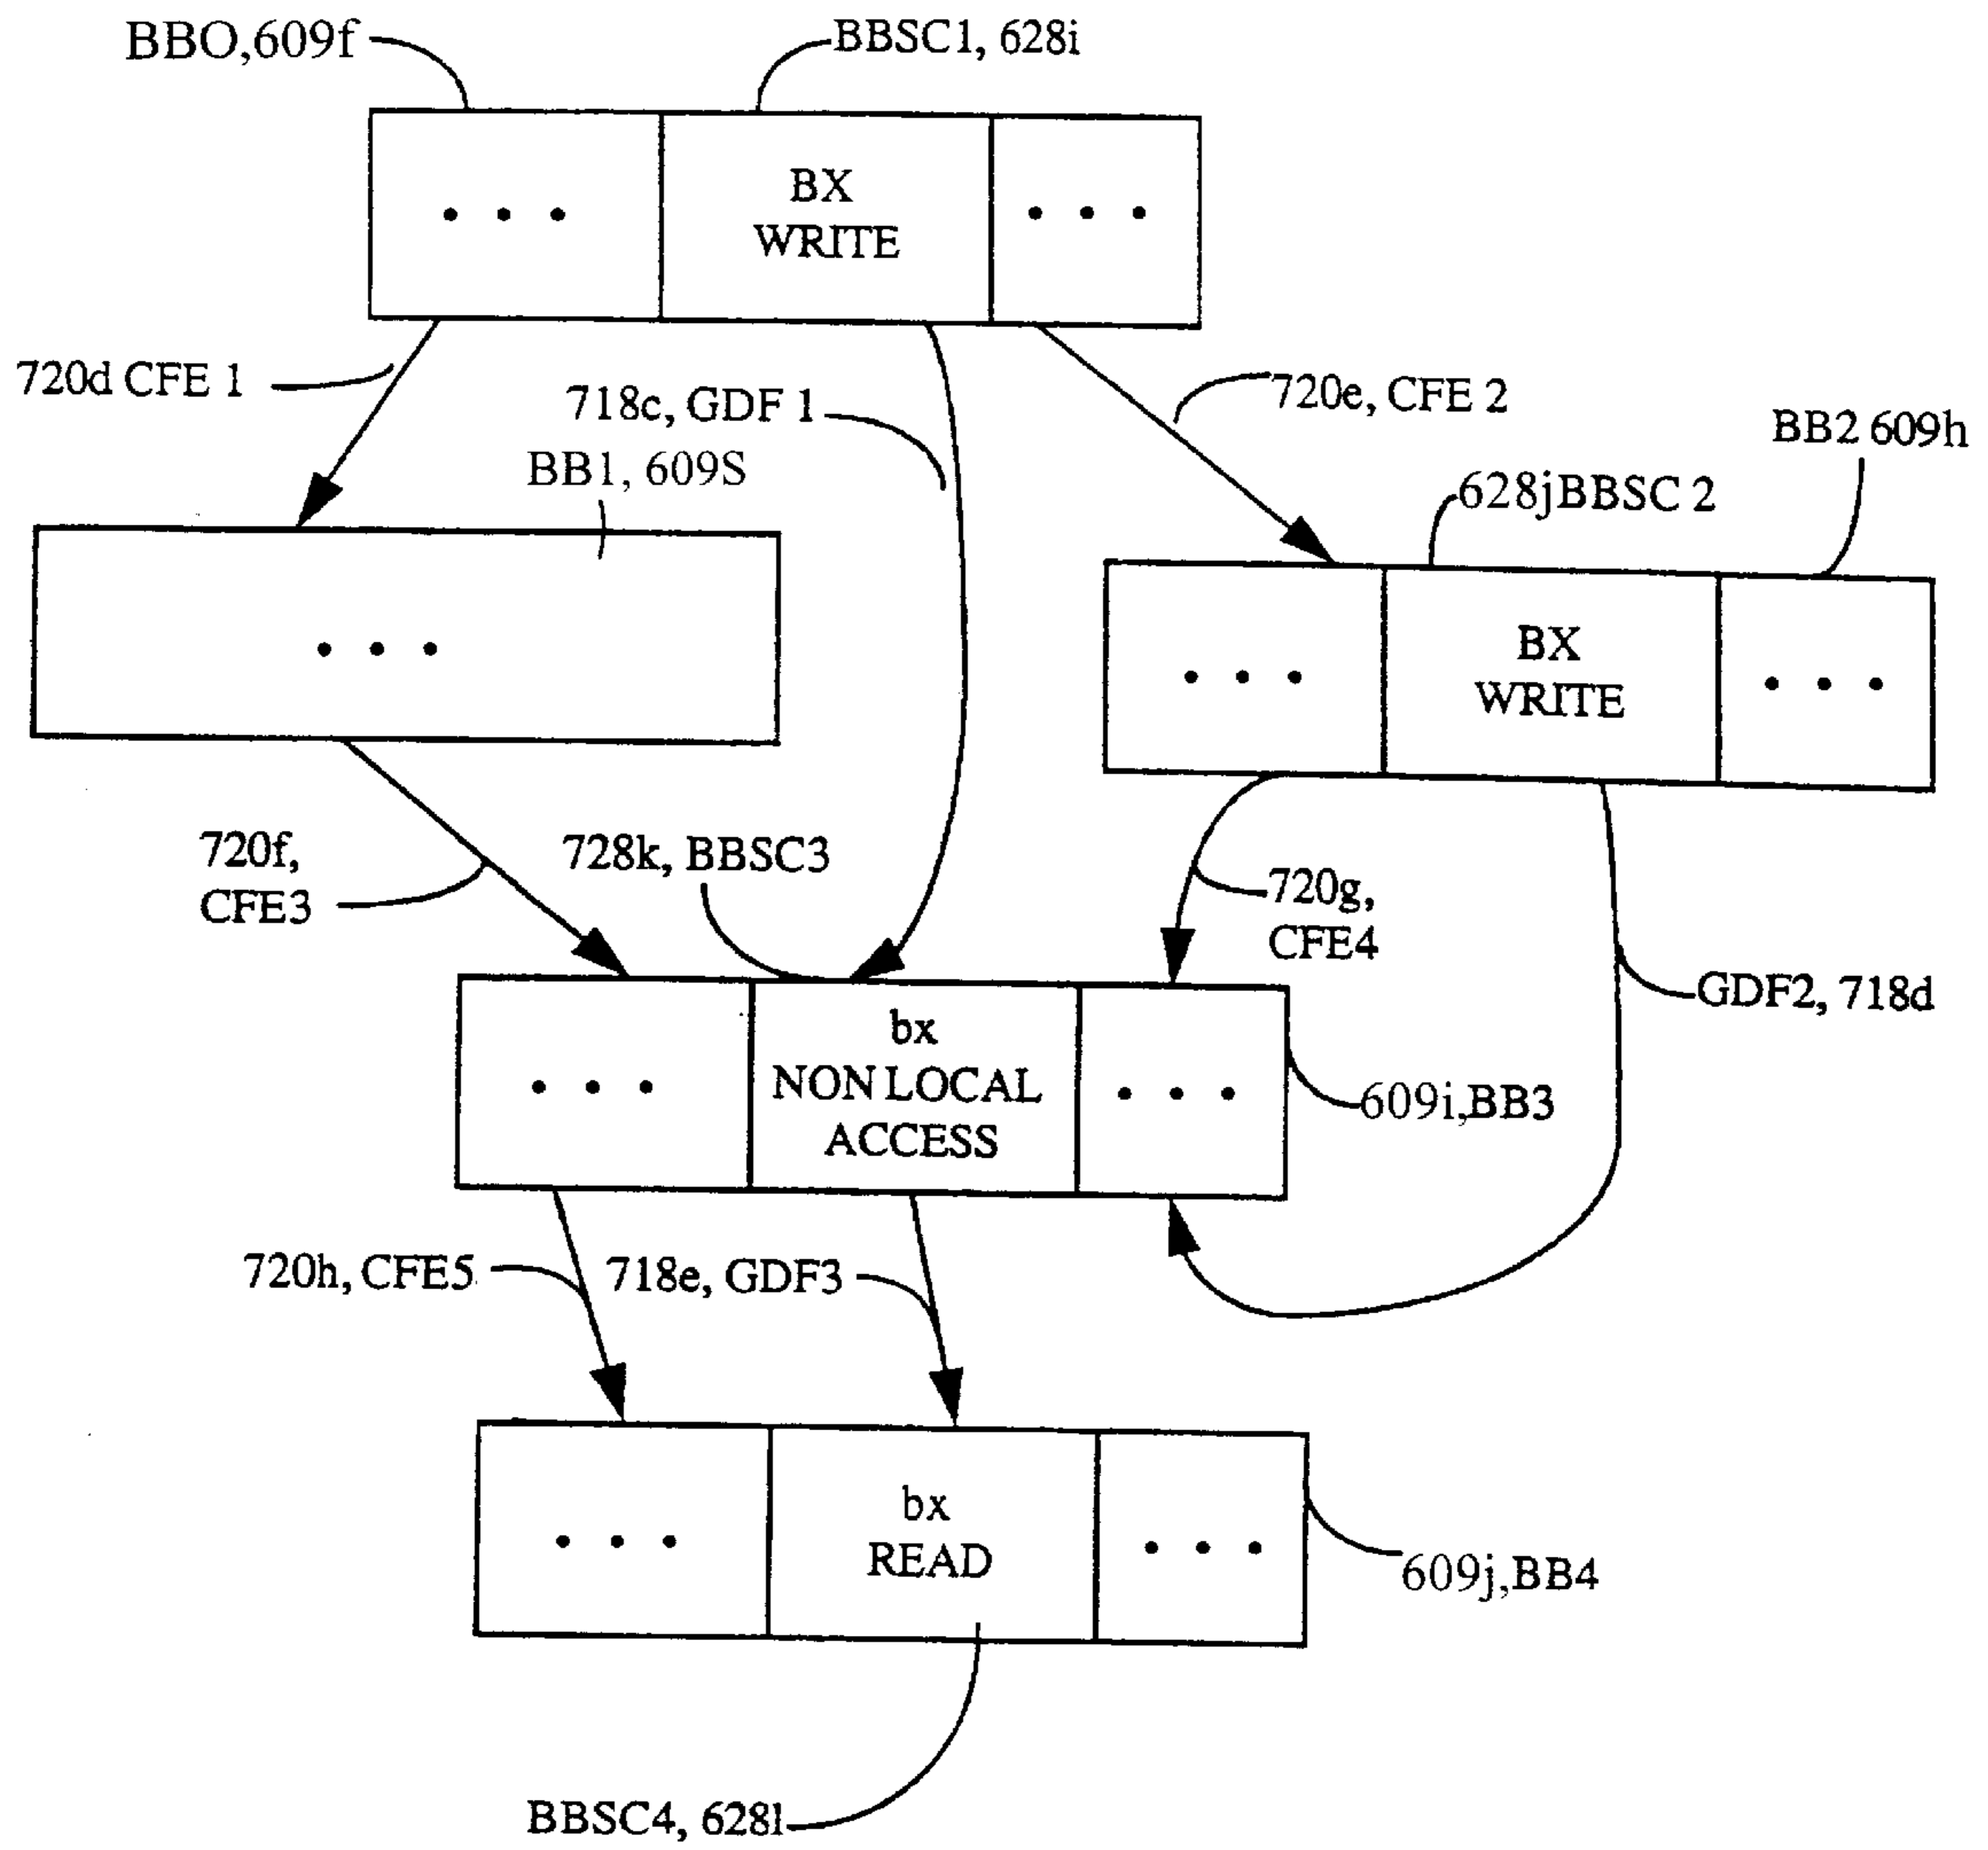 BBO,609f
BBSC1, 628i
BX
WRITE
720d CFE 1
718c, GDF 1
720e, CFE 2
BB2 609h
BB1, 609S
628jBBSC 2
BX
WRITE
720f,
CFE3
728k, BBSC3
720g,
CFE4
GDF2, 718d
bx
NON LOCAL
ACCESS
609i,BB3
720h, CFE5
718e, GDF3
bx
READ
609j,BB4
BBSC4, 628l